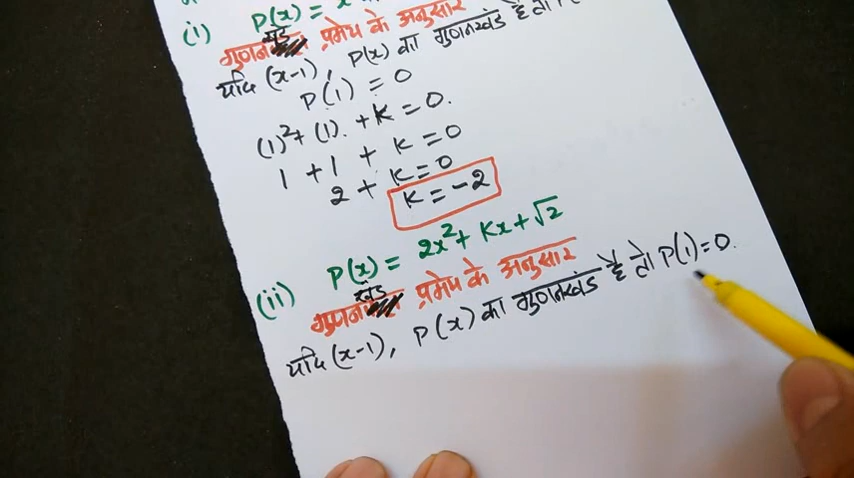 (i) P(x) = x
गुणनखंड प्रमेय के अनुसार
यदि (x-1), P(x) का गुणनखंड है तो
P(1) = 0
(1)²+(1). + K = 0.
1 + 1 + K = 0
2 + K = 0
K = -2
(ii) P(x) = 2x² + Kx + √2
गुणनखंड प्रमेय के अनुसार
यदि (x-1), P(x) का गुणनखंड है तो P(1) = 0.